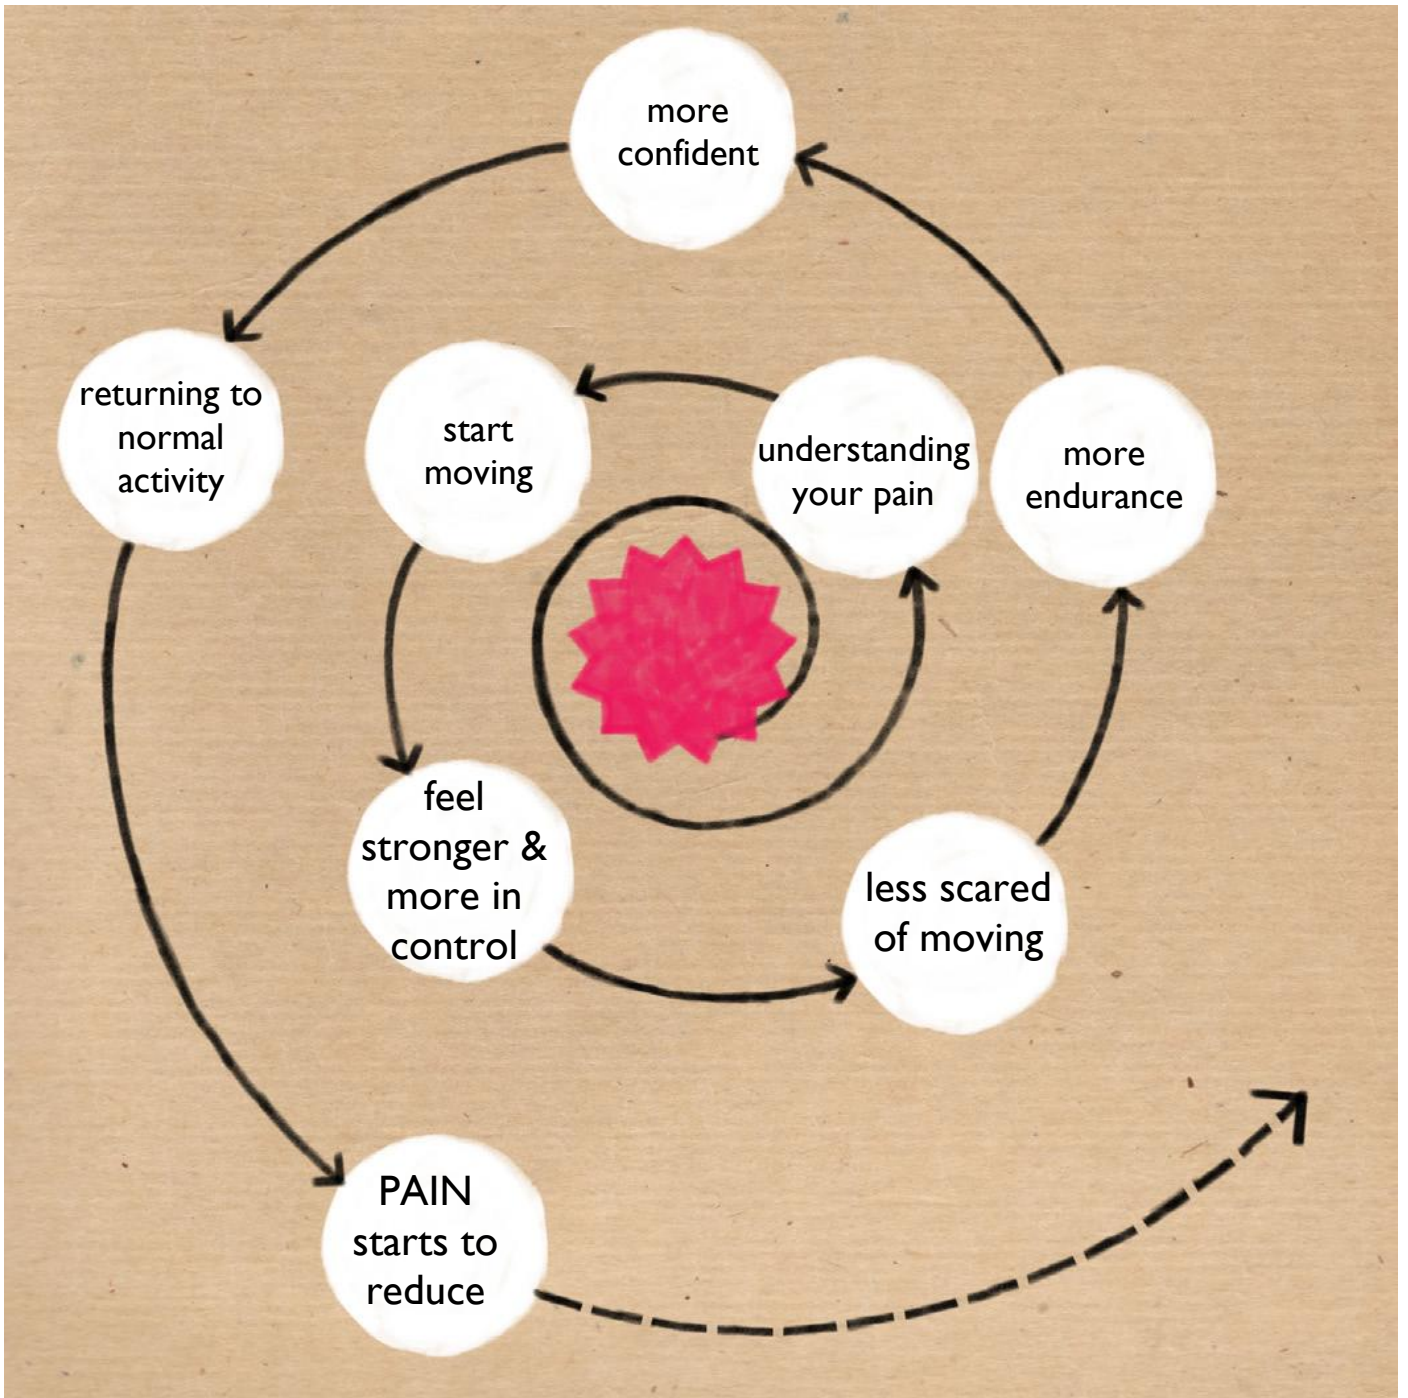 more
confident
returning to
normal
activity
start
moving
understanding
your pain
more
endurance
feel
stronger &
more in
control
less scared
of moving
PAIN
starts to
reduce